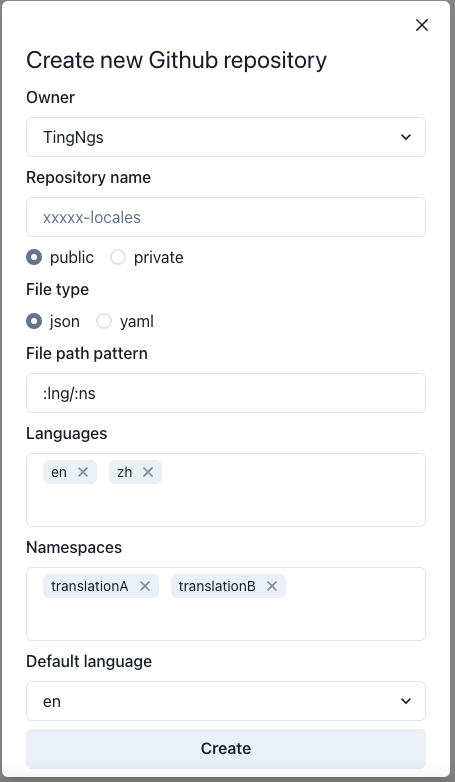 Create new Github repository
Owner
TingNgs
Repository name
xxxxx-locales
public private
File type
json yaml
File path pattern
:lng/:ns
Languages
en zh
Namespaces
translationA translationB
Default language
en
Create